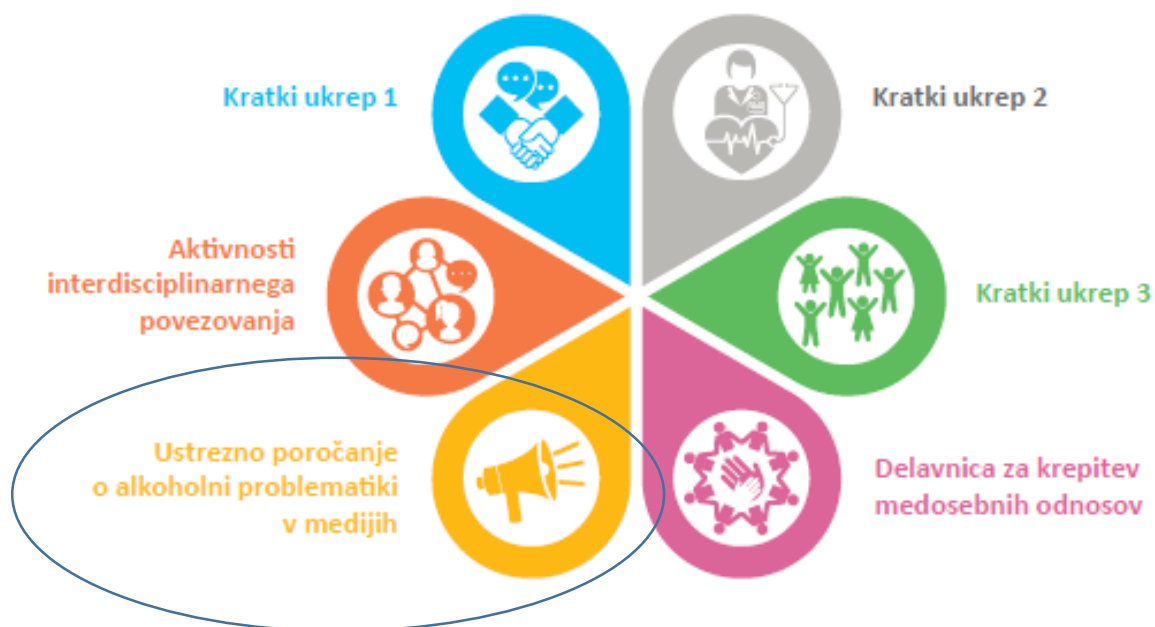 Kratki ukrep 1
Kratki ukrep 2
Aktivnosti
interdisciplinarnega
povezovanja
Kratki ukrep 3
Ustrezno poročanje
o alkoholni problematiki
v medijih
Delavnica za krepitev
medosebnih odnosov